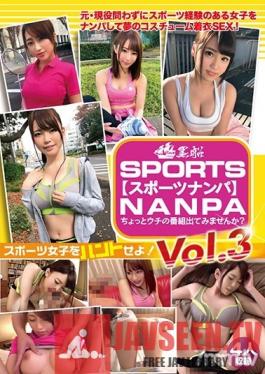 元・現役問わずにスポーツ経験のある女子を
ナンパして夢のコスチューム着衣SEX!
SPORTS
【スポーツナンパ】
NANPA
ちょっとウチの番組出てみませんか?
スポーツ女子をハントせよ!
Vol.3
JAVSEEN.TV
FREE JAV LIBRARY